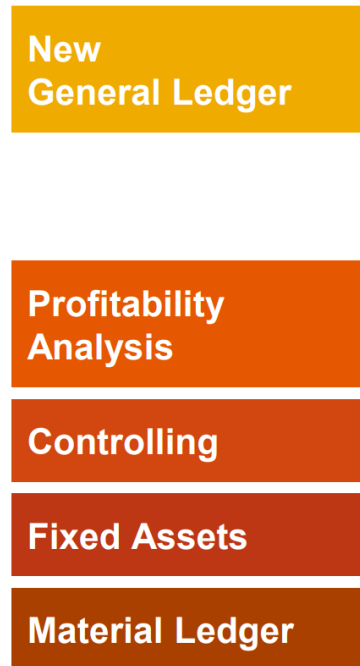 New
General Ledger
Profitability
Analysis
Controlling
Fixed Assets
Material Ledger